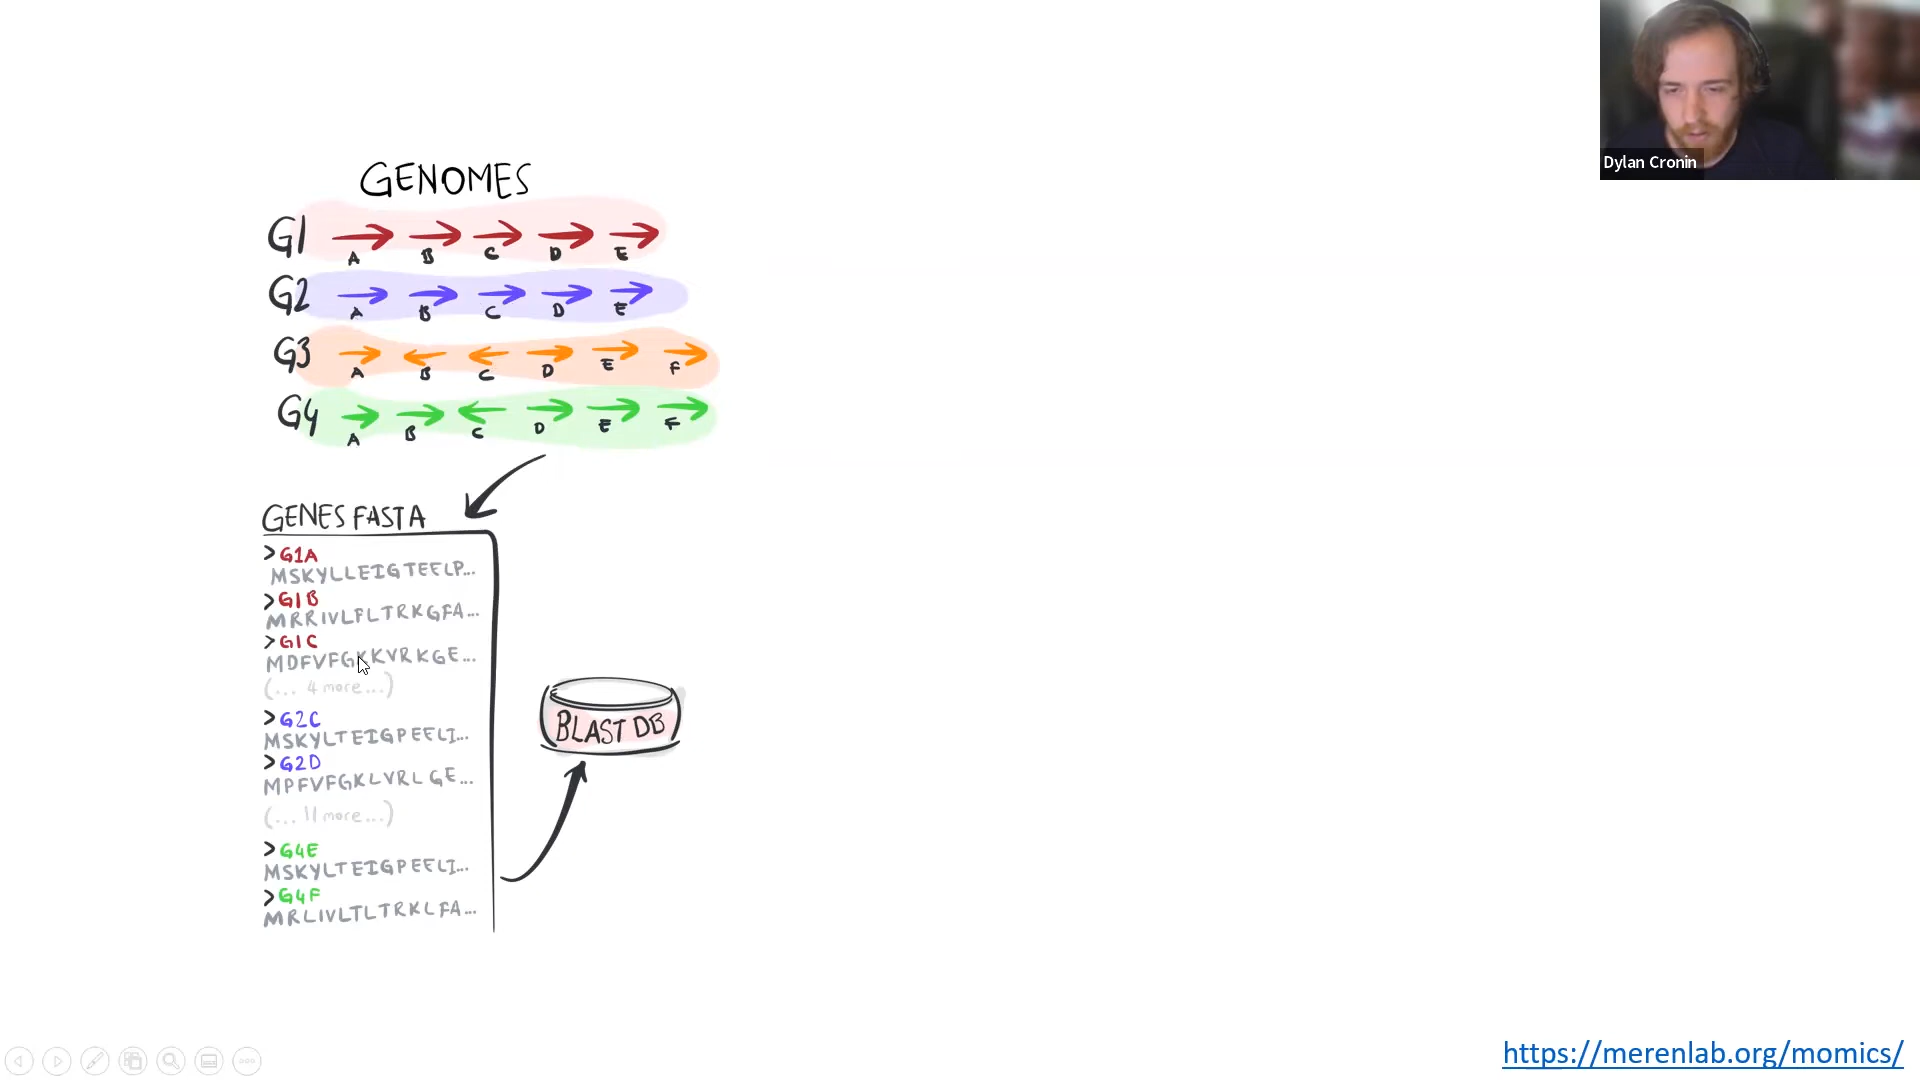 Dylan Cronin
GENOMES
G1
A B C D E
G2
A B C D E
G3
A B C D E F
G4
A B C D E F
GENES FASTA
>G1A
MSKYLLEIGTEELP...
>G1B
MRRIVLFLTRKGFA...
>G1C
MDFVFGKKVRKGE...
(... 4 more...)
>G2C
MSKYLTEIGPEELI...
>G2D
MPFVFGKLVRLGE...
(... 11 more...)
>G4E
MSKYLTEIGPEELI...
>G4F
MRLIVLTLTRKLFA...
BLAST DB
https://merenlab.org/momics/